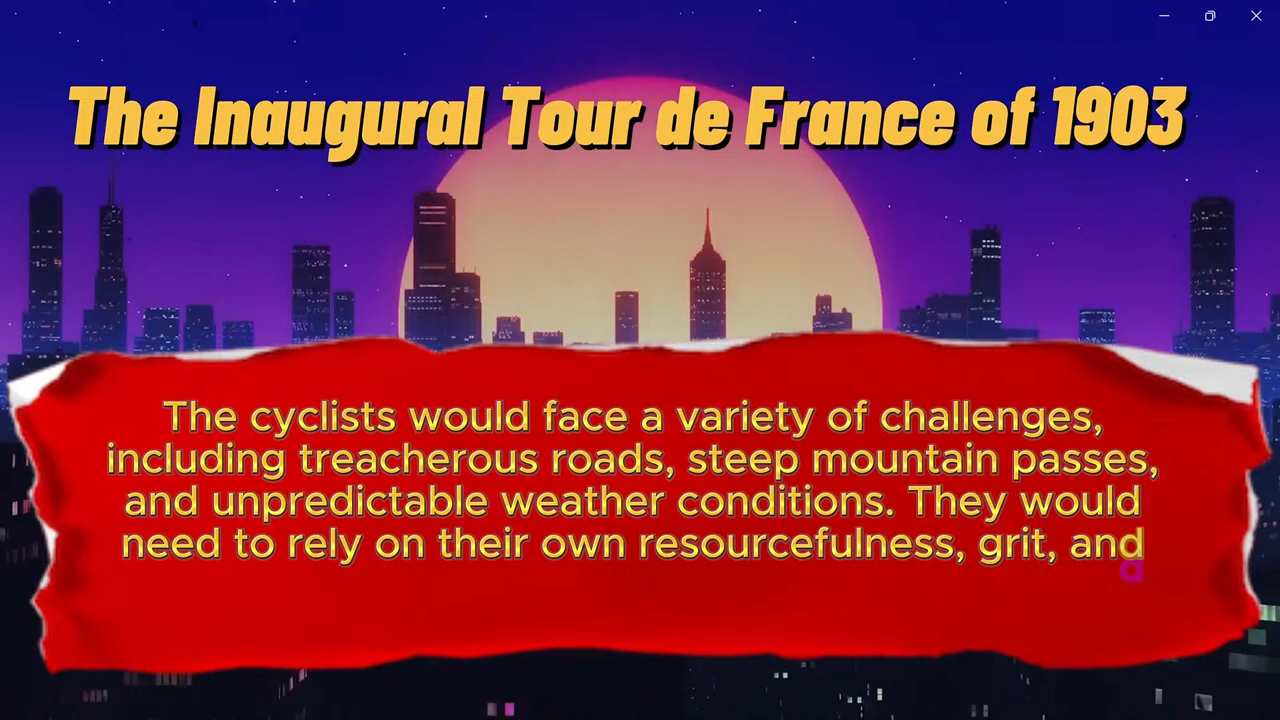 The Inaugural Tour de France of 1903
The cyclists would face a variety of challenges,
including treacherous roads, steep mountain passes,
and unpredictable weather conditions. They would
need to rely on their own resourcefulness, grit, and